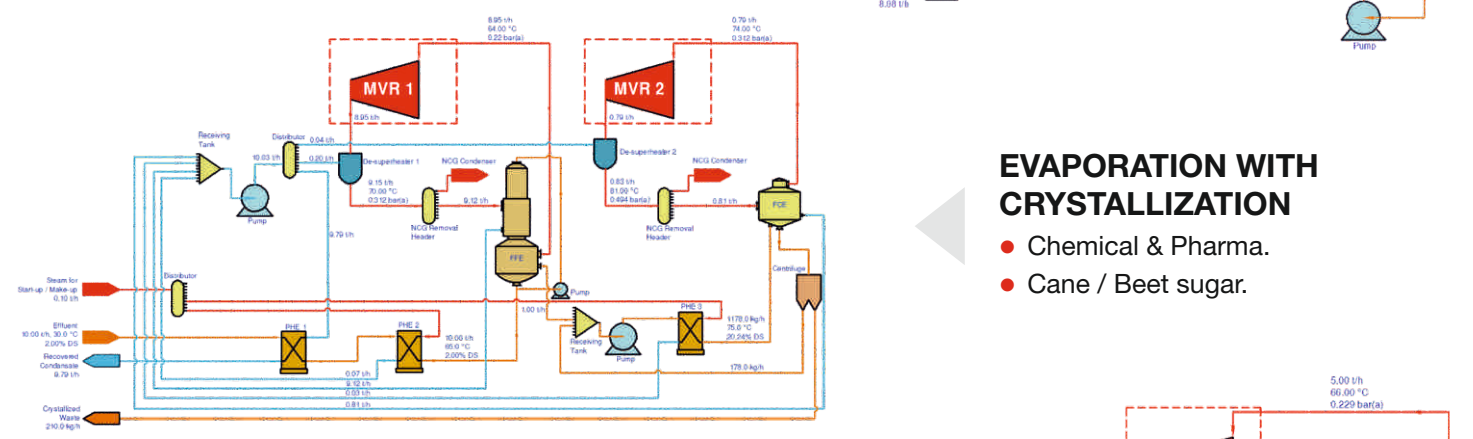 8.08 t/h
Pump
8.95 t/h
64.00 °C
0.22 bar(a)
0.79 t/h
74.00 °C
0.312 bar(a)
MVR 1
8.95 t/h
MVR 2
0.79 t/h
Receiving
Tank
Distributor
0.04 t/h
10.03 t/h
0.20 t/h
De-superheater 1
De-superheater 2
Pump
9.15 t/h
70.00 °C
0.312 bar(a)
NCG Condenser
9.12 t/h
NCG Removal
Header
0.83 t/h
81.00 °C
0.494 bar(a)
NCG Condenter
0.81 t/h
NCG Removal
Header
FCE
9.79 t/h
FFE
Centrifuge
Steam for
Start-up / Make-up
0.10 t/h
Distributor
Pump
1.00 t/h
Effluent
10.00 t/h, 30.0 °C
2.00% DS
PHE 1
PHE 2
10.00 t/h
65.0 °C
2.00% DS
Receiving
Tank
Pump
PHE 3
1178.0 kg/h
75.0 °C
20.24% DS
178.0 kg/h
Recovered
Condensate
9.79 t/h
0.07 t/h
9.12 t/h
0.03 t/h
0.81 t/h
Crystallized
Waste
210.0 kg/h
EVAPORATION WITH
CRYSTALLIZATION
● Chemical & Pharma.
● Cane / Beet sugar.
5.00 t/h
66.00 °C
0.229 bar(a)